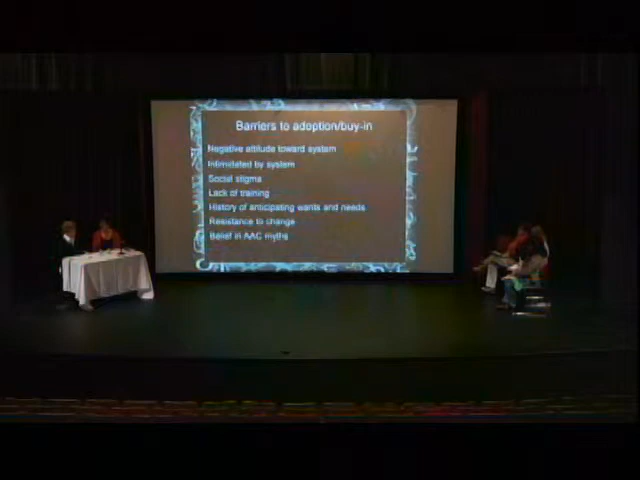 Barriers to adoption/buy-in
Negative attitude toward system
Intimidated by system
Social stigma
Lack of training
History of anticipating wants and needs
Resistance to change
Belief in AAC myths